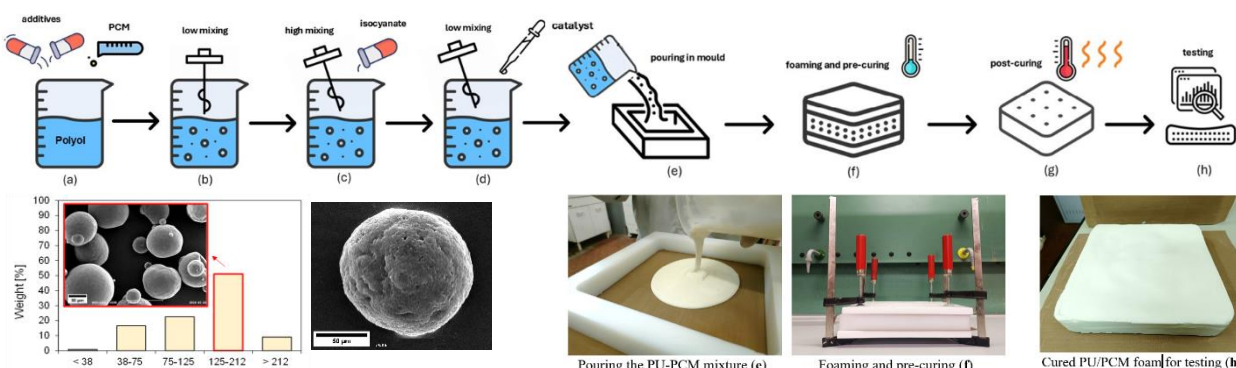 additives
PCM
Polyol
(a)
low mixing
(b)
high mixing
isocyanate
(c)
low mixing
catalyst
(d)
pouring in mould
(e)
foaming and pre-curing
(f)
post-curing
(g)
testing
(h)
Weight [%]
100
90
80
70
60
50
40
30
20
10
0
< 38
38-75
75-125
125-212
> 212
50 µm
Pouring the PU-PCM mixture (e)
Foaming and pre-curing (f)
Cured PU/PCM foam for testing (h